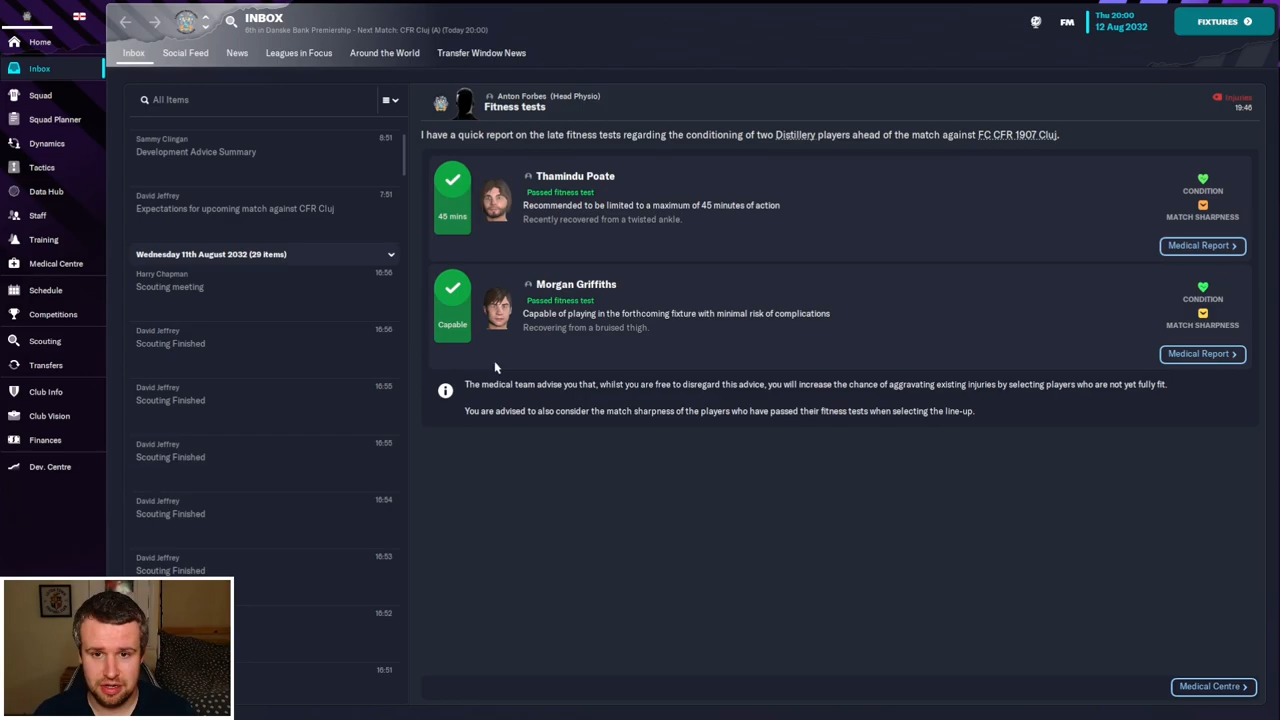 INBOX
6th in Danske Bank Premiership - Next Match: CFR Cluj (A) (Today 20:00)
FM
Thu 20:00
12 Aug 2032
FIXTURES
Home
Inbox
Squad
Squad Planner
Dynamics
Tactics
Data Hub
Staff
Training
Medical Centre
Schedule
Competitions
Scouting
Transfers
Club Info
Club Vision
Finances
Dev. Centre
Inbox
Social Feed
News
Leagues in Focus
Around the World
Transfer Window News
All Items
Sammy Clingan
8:51
Development Advice Summary
David Jeffrey
7:51
Expectations for upcoming match against CFR Cluj
Wednesday 11th August 2032 (29 items)
Harry Chapman
16:56
Scouting meeting
David Jeffrey
16:56
Scouting Finished
David Jeffrey
16:55
Scouting Finished
David Jeffrey
16:55
Scouting Finished
David Jeffrey
16:54
Scouting Finished
David Jeffrey
16:53
Scouting Finished
16:52
16:51
Anton Forbes (Head Physio)
Fitness tests
Injuries
19:46
I have a quick report on the late fitness tests regarding the conditioning of two Distillery players ahead of the match against FC CFR 1907 Cluj.
45 mins
Thamindu Poate
Passed fitness test
Recommended to be limited to a maximum of 45 minutes of action
Recently recovered from a twisted ankle.
CONDITION
MATCH SHARPNESS
Medical Report
Capable
Morgan Griffiths
Passed fitness test
Capable of playing in the forthcoming fixture with minimal risk of complications
Recovering from a bruised thigh.
CONDITION
MATCH SHARPNESS
Medical Report
The medical team advise you that, whilst you are free to disregard this advice, you will increase the chance of aggravating existing injuries by selecting players who are not yet fully fit.
You are advised to also consider the match sharpness of the players who have passed their fitness tests when selecting the line-up.
Medical Centre